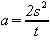 a = 2s²/t